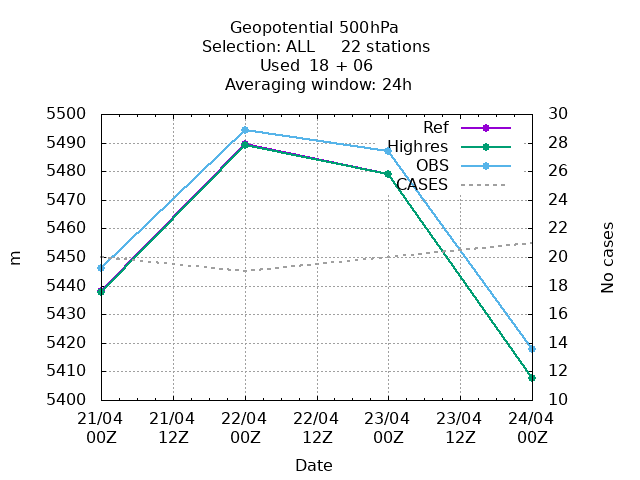 Geopotential 500hPa
Selection: ALL     22 stations
Used  18 + 06
Averaging window: 24h
5500
5490
5480
5470
5460
5450
5440
5430
5420
5410
5400
m
30
28
26
24
22
20
18
16
14
12
10
No cases
Ref
Highres
OBS
CASES
21/04 21/04 22/04 22/04 23/04 23/04 24/04
00Z 12Z 00Z 12Z 00Z 12Z 00Z
Date